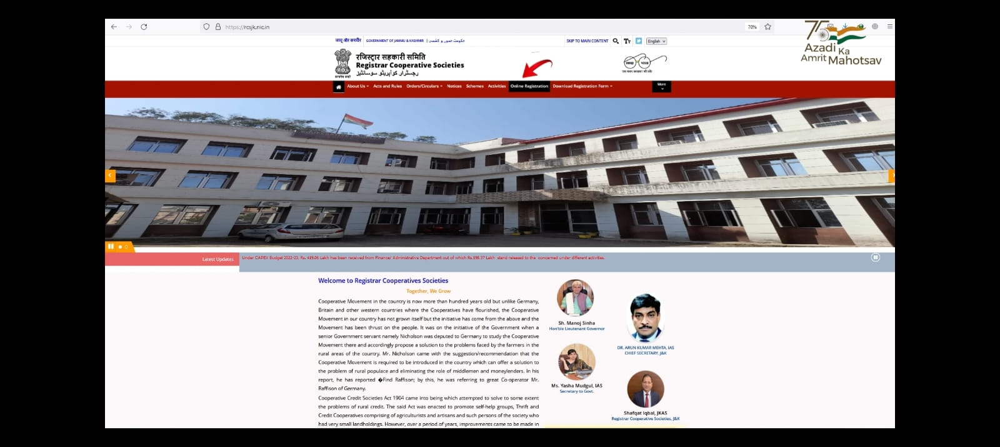 https://rcsjk.nic.in
70%
Azadi Ka
Amrit Mahotsav
जम्मू और कश्मीर
GOVERNMENT OF JAMMU & KASHMIR | حکومت جموں و کشمیر
SKIP TO MAIN CONTENT
English
रजिस्ट्रार सहकारी समिति
Registrar Cooperative Societies
رجسٹرار کوآپریٹو سوسائٹیز
About Us
Acts and Rules
Orders/Circulars
Notices
Schemes
Activities
Online Registration
Download Registration Form
More
Latest Updates
Under CAPEX Budget 2022-23, Rs. 419.06 Lakh has been received from Finance/ Administrative Department out of which Rs.198.37 Lakh stand released to the concerned under different activities.
Welcome to Registrar Cooperatives Societies
Together, We Grow
Cooperative Movement in the country is now more than hundred years old but unlike Germany,
Britain and other western countries where the Cooperatives have flourished, the Cooperative
Movement in our country has not grown itself but the initiative has come from the above and the
Movement has been thrust on the people. It was on the initiative of the Government when a
senior Government servant namely Nicholson was deputed to Germany to study the Cooperative
Movement there and accordingly propose a solution to the problems faced by the farmers in the
rural areas of the country. Mr. Nicholson came with the suggestion/recommendation that the
Cooperative Movement is required to be introduced in the country which can offer a solution to
the problem of rural populace and eliminating the role of middlemen and moneylenders. In his
report, he has reported �Find Raffison; by this, he was referring to great Co-operator Mr.
Raffison of Germany.
Cooperative Credit Societies Act 1904 came into being which attempted to solve to some extent
the problems of rural credit. The said Act was enacted to promote self-help groups, Thrift and
Credit Cooperatives comprising of agriculturists and artisans and such persons of the society who
had very small landholdings. However, over a period of years, improvements came to be made in
Sh. Manoj Sinha
Hon'ble Lieutenant Governor
DR. ARUN KUMAR MEHTA, IAS
CHIEF SECRETARY, J&K
Ms. Yasha Mudgul, IAS
Secretary to Govt.
Shafqat Iqbal, JKAS
Registrar Cooperative Societies, J&K